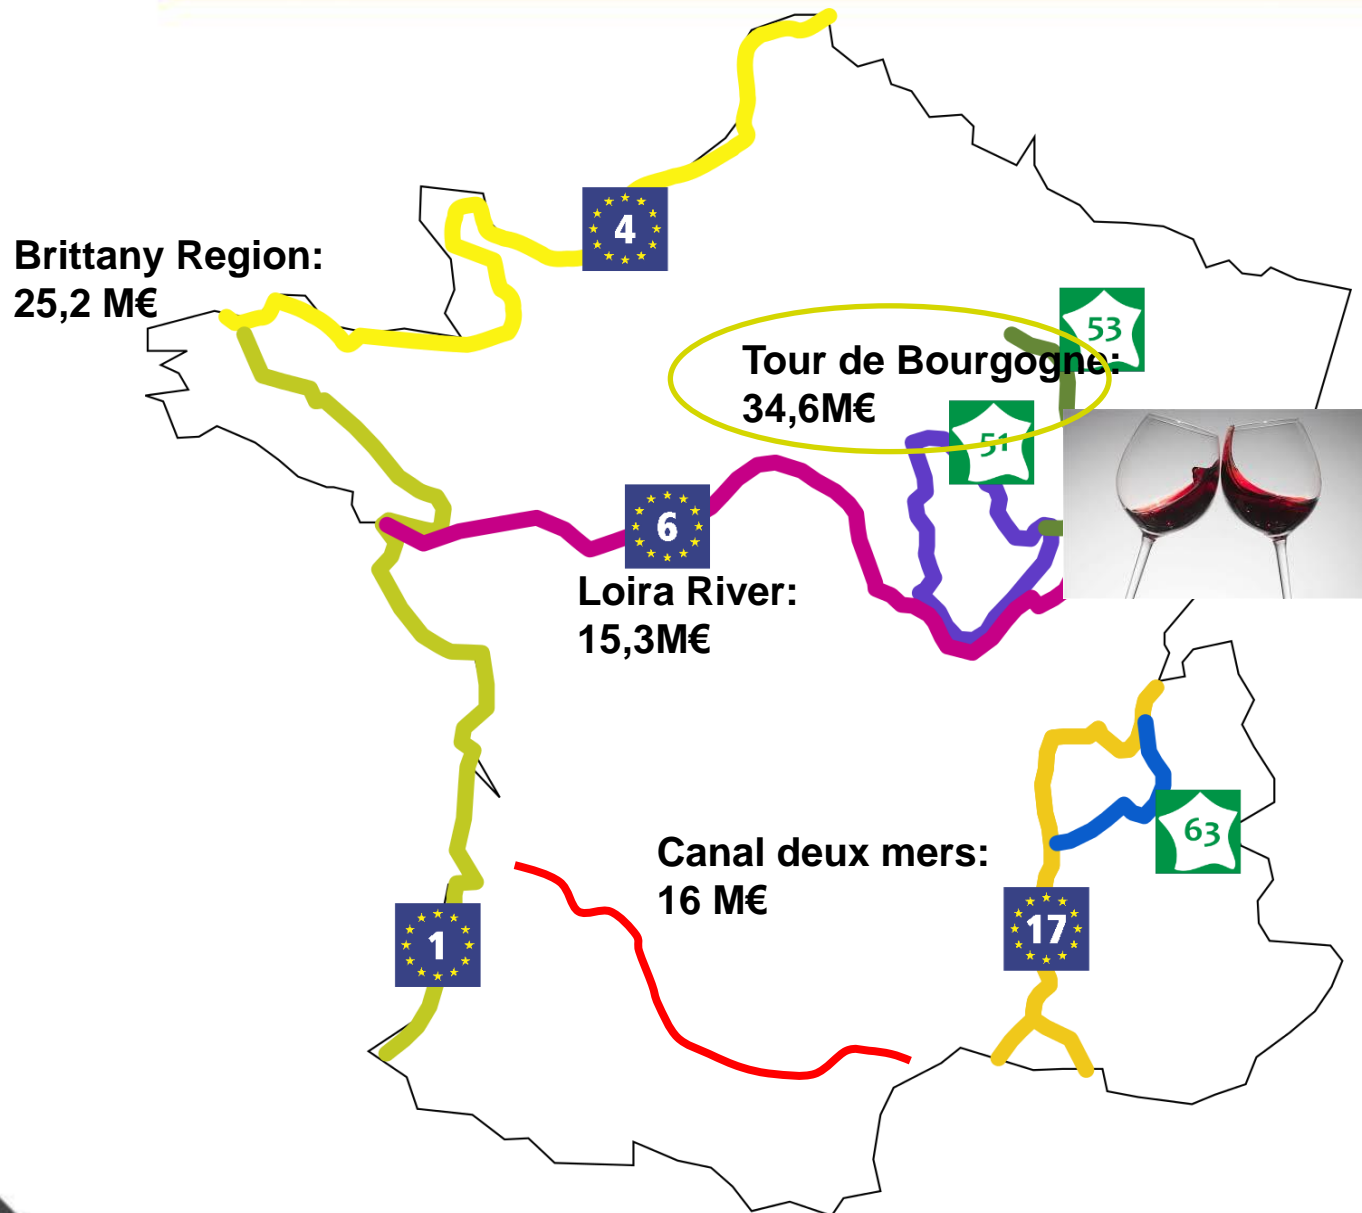 4
Brittany Region:
25,2 M€
53
Tour de Bourgogne:
34,6M€
51
6
Loira River:
15,3M€
63
Canal deux mers:
16 M€
17
1